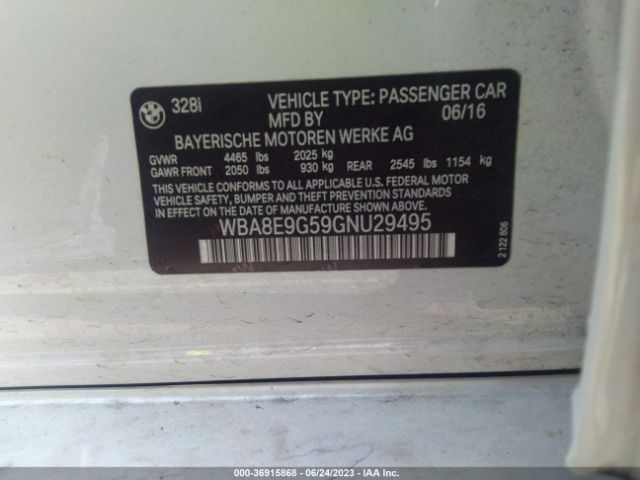 328i VEHICLE TYPE: PASSENGER CAR
MFD BY 06/16
BAYERISCHE MOTOREN WERKE AG
GVWR 4465 lbs 2025 kg
GAWR FRONT 2050 lbs 930 kg REAR 2545 lbs 1154 kg
THIS VEHICLE CONFORMS TO ALL APPLICABLE U.S. FEDERAL MOTOR
VEHICLE SAFETY, BUMPER AND THEFT PREVENTION STANDARDS
IN EFFECT ON THE DATE OF MANUFACTURE SHOWN ABOVE.
WBA8E9G59GNU29495
2 122 606
000-36915868 - 06/24/2023 - IAA Inc.